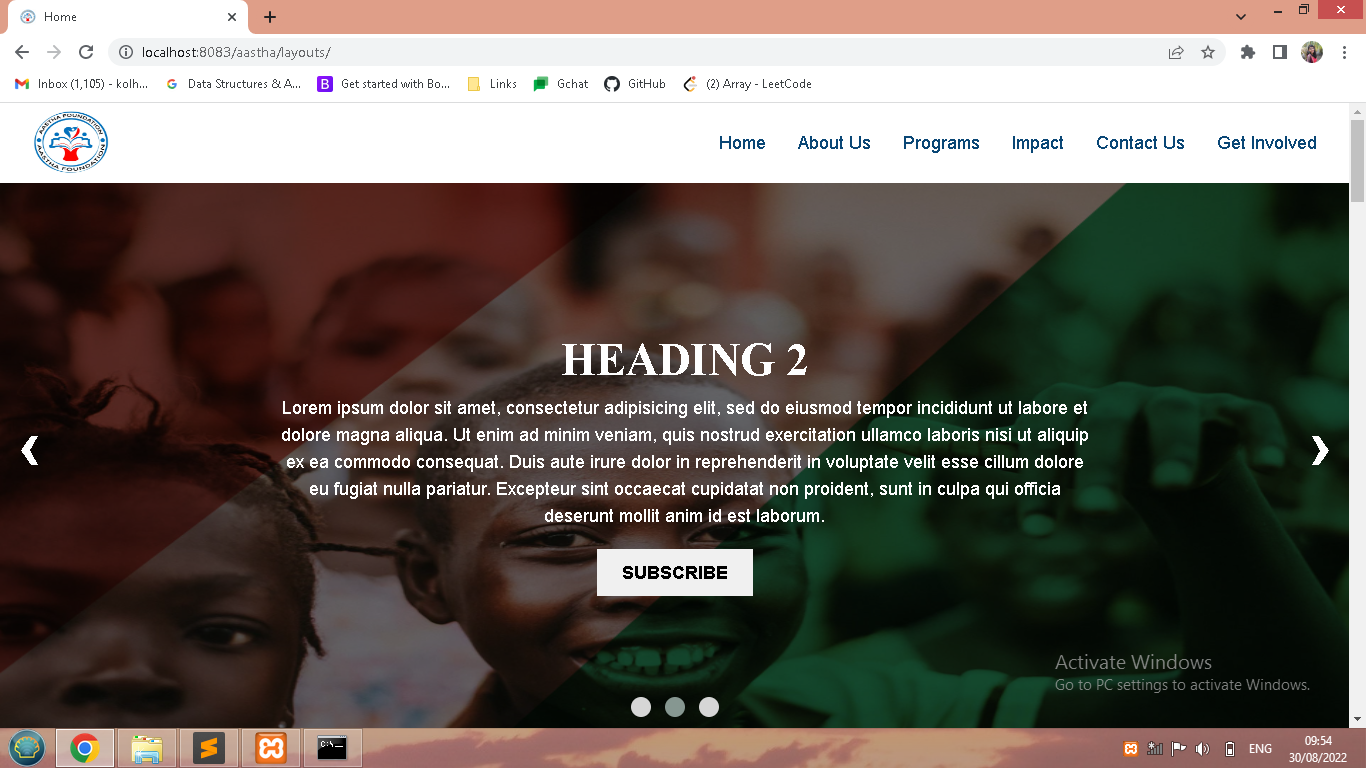 Home
localhost:8083/aastha/layouts/
Inbox (1,105) - kolh... Data Structures & A... Get started with Bo... Links Gchat GitHub (2) Array - LeetCode
AASTHA FOUNDATION
AASTHA FOUNDATION
Home About Us Programs Impact Contact Us Get Involved
HEADING 2
Lorem ipsum dolor sit amet, consectetur adipisicing elit, sed do eiusmod tempor incididunt ut labore et
dolore magna aliqua. Ut enim ad minim veniam, quis nostrud exercitation ullamco laboris nisi ut aliquip
ex ea commodo consequat. Duis aute irure dolor in reprehenderit in voluptate velit esse cillum dolore
eu fugiat nulla pariatur. Excepteur sint occaecat cupidatat non proident, sunt in culpa qui officia
deserunt mollit anim id est laborum.
SUBSCRIBE
Activate Windows
Go to PC settings to activate Windows.
ENG
09:54
30/08/2022